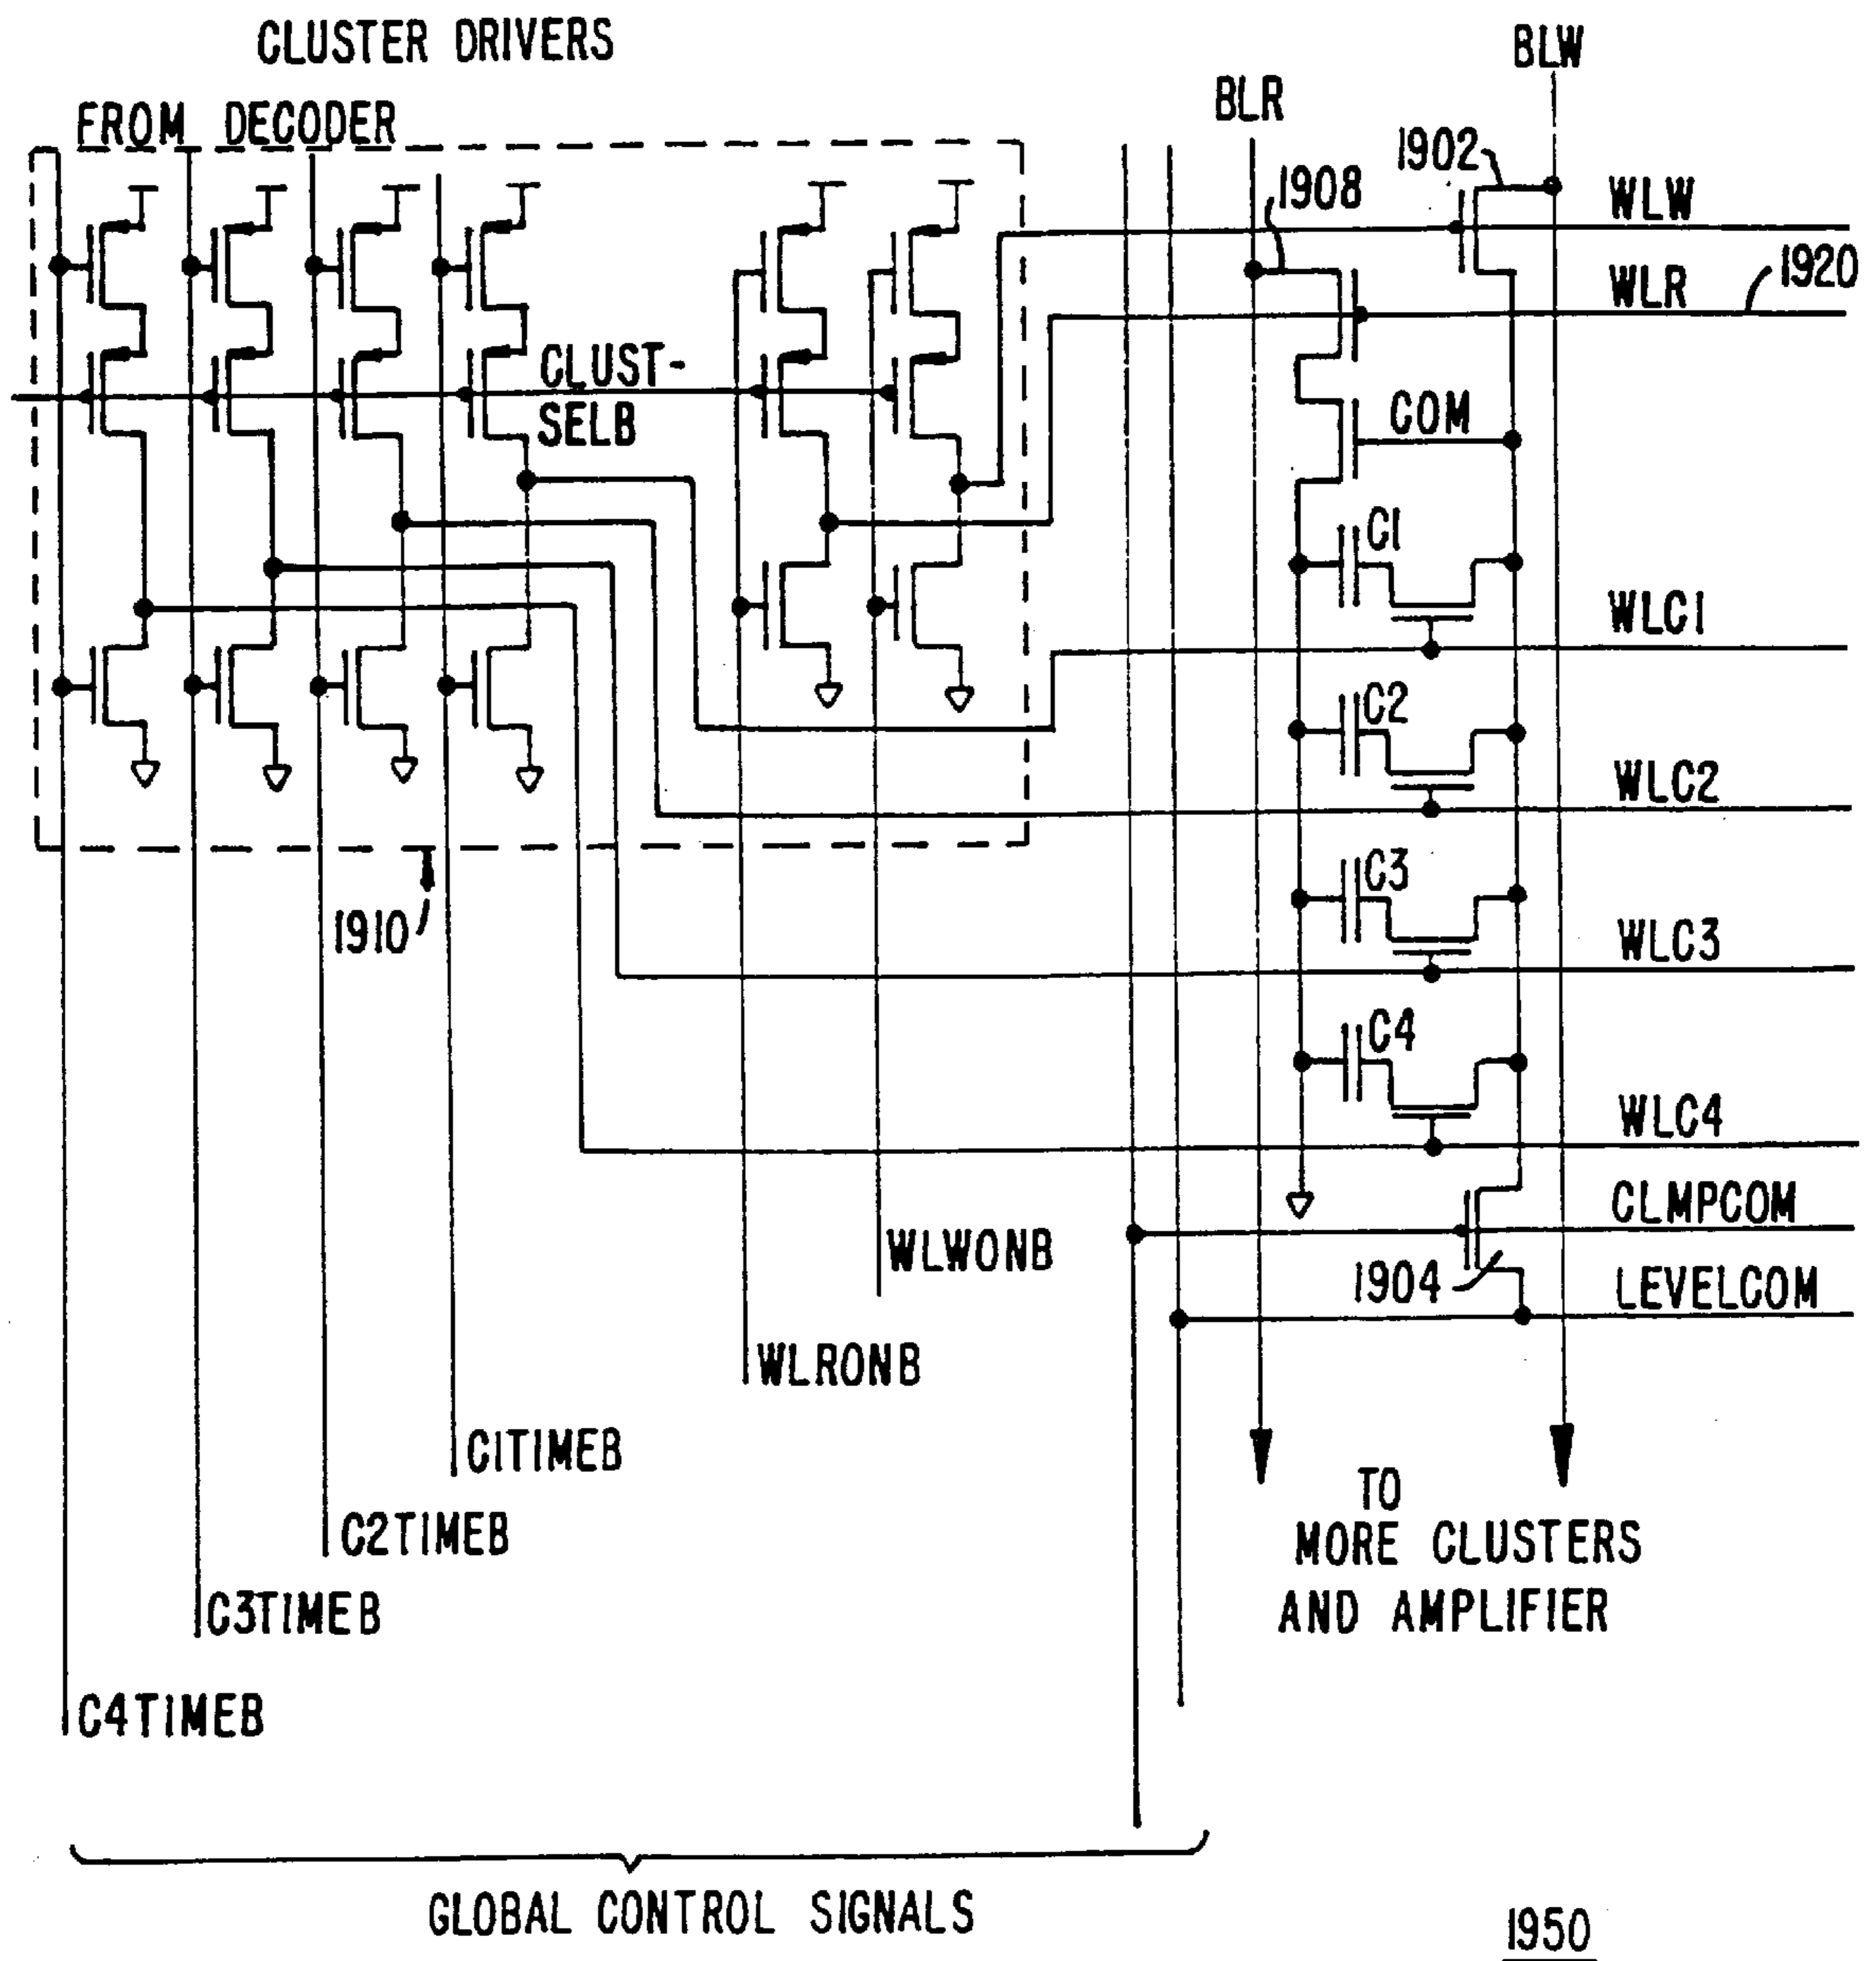 CLUSTER DRIVERS
FROM DECODER
BLR
BLW
1902
1908
WLW
WLR
1920
CLUST-
SELB
COM
C1
WLC1
C2
WLC2
C3
WLC3
C4
WLC4
1910
CLMPCOM
1904
LEVELCOM
WLWONB
WLRONB
C1TIMEB
C2TIMEB
C3TIMEB
C4TIMEB
TO
MORE CLUSTERS
AND AMPLIFIER
GLOBAL CONTROL SIGNALS
1950